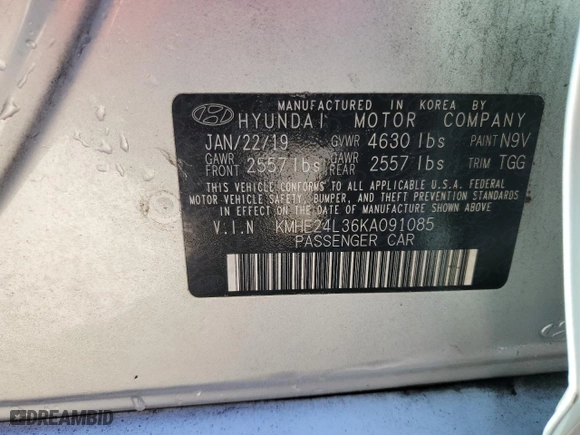 MANUFACTURED IN KOREA BY
HYUNDAI MOTOR COMPANY
JAN/22/19 GVWR 4630 lbs PAINT N9V
GAWR FRONT 2557 lbs GAWR REAR 2557 lbs TRIM TGG
THIS VEHICLE CONFORMS TO ALL APPLICABLE U.S.A. FEDERAL
MOTOR VEHICLE SAFETY, BUMPER, AND THEFT PREVENTION STANDARDS
IN EFFECT ON THE DATE OF MANUFACTURE SHOWN ABOVE.
V.I.N KMHE24L36KA091085
PASSENGER CAR
DREAMBID